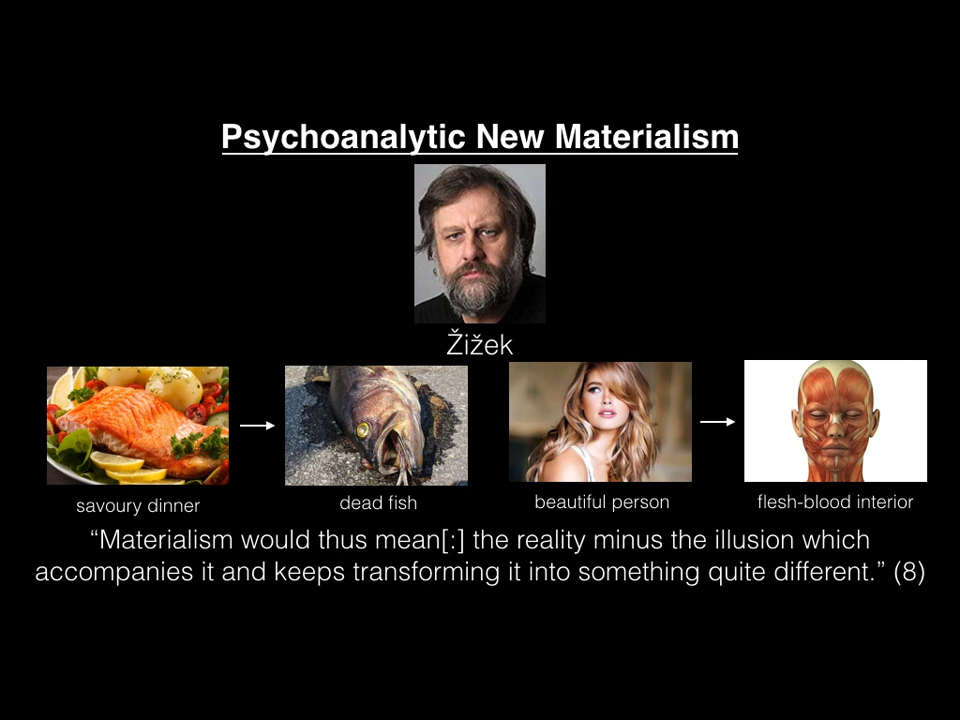 Psychoanalytic New Materialism
Žižek
savoury dinner
dead fish
beautiful person
flesh-blood interior
“Materialism would thus mean[:] the reality minus the illusion which
accompanies it and keeps transforming it into something quite different.” (8)